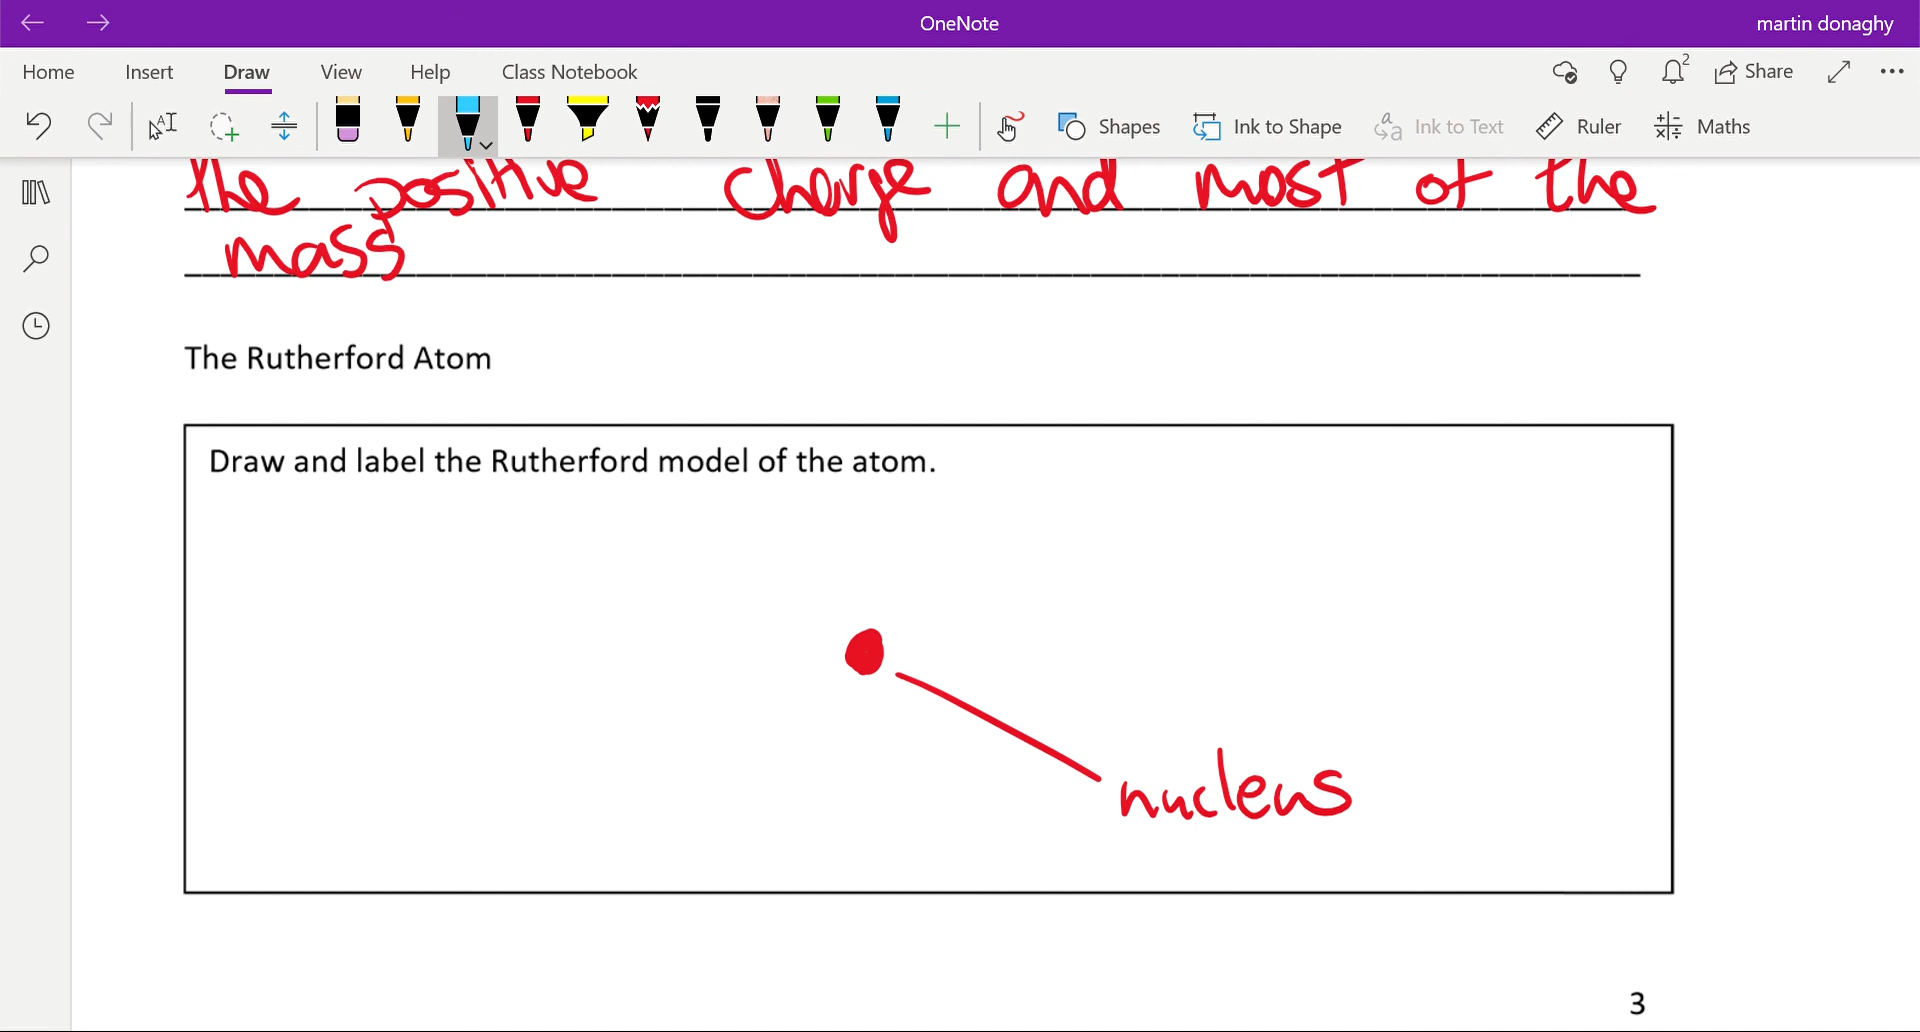 OneNote
martin donaghy
Home Insert Draw View Help Class Notebook
2 Share
Shapes Ink to Shape Ink to Text Ruler Maths
the positive charge and most of the
mass
The Rutherford Atom
Draw and label the Rutherford model of the atom.
nucleus
3